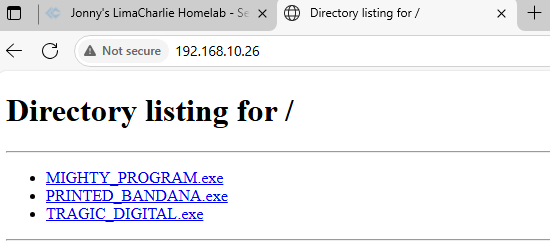 Jonny's LimaCharlie Homelab - Se
Directory listing for /
Not secure
192.168.10.26
Directory listing for /
MIGHTY_PROGRAM.exe
PRINTED_BANDANA.exe
TRAGIC_DIGITAL.exe